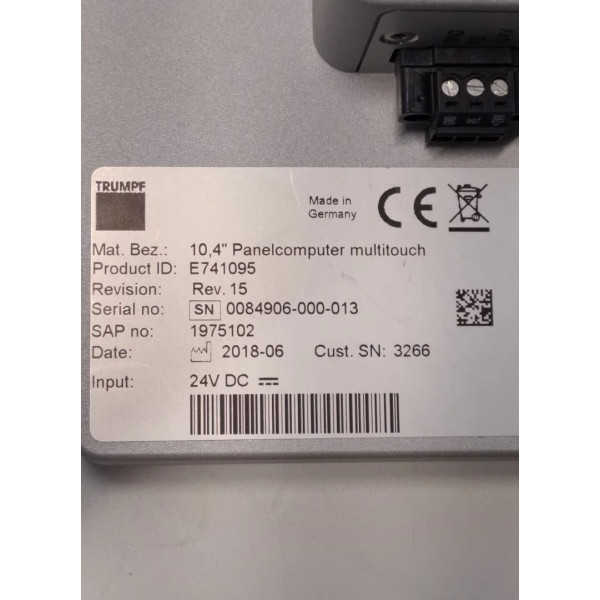 TRUMPF
Made in
Germany
CE
Mat. Bez.: 10,4" Panelcomputer multitouch
Product ID: E741095
Revision: Rev. 15
Serial no: SN 0084906-000-013
SAP no: 1975102
Date: 2018-06 Cust. SN: 3266
Input: 24V DC